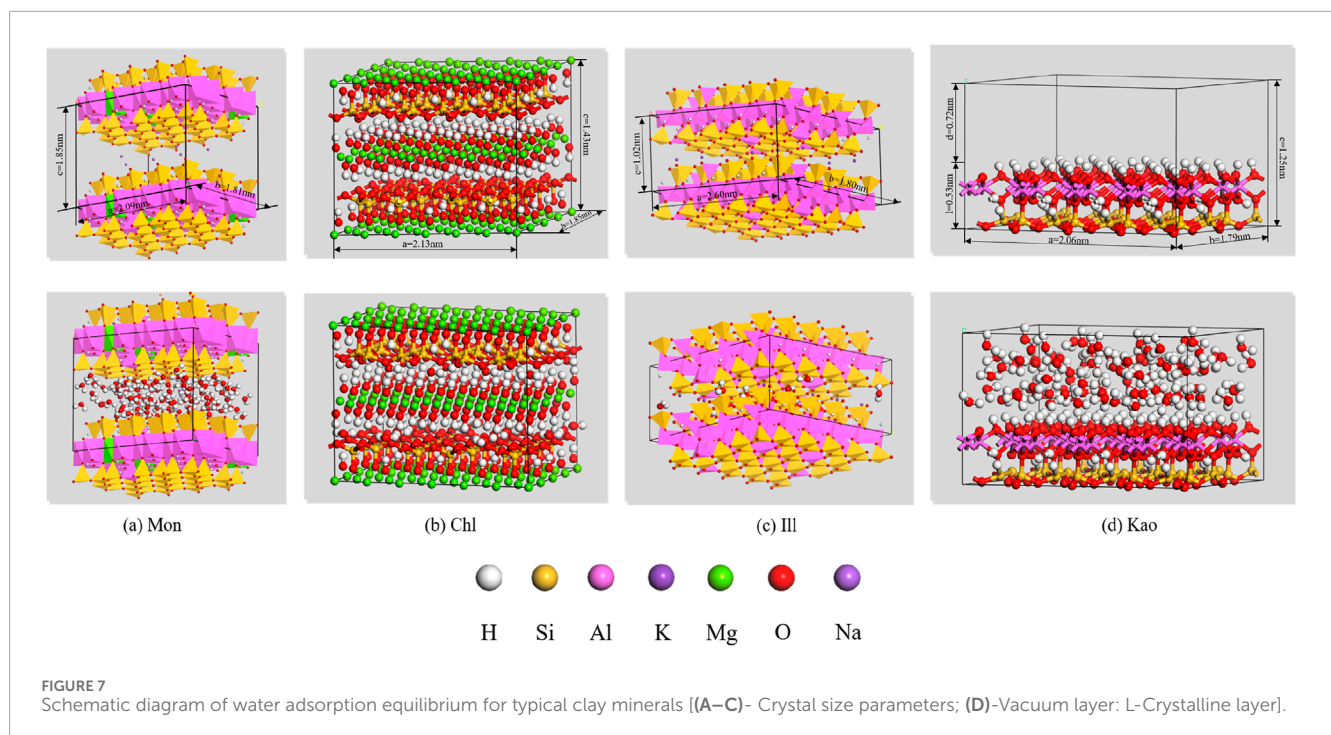 c=1.85nm
b=1.81nm
a=2.09nm
c=1.43nm
b=1.85nm
a=2.13nm
c=1.02nm
b=1.80nm
a=2.60nm
d=0.72nm
l=0.53nm
c=1.25nm
a=2.06nm
b=1.79nm
(a) Mon
(b) Chl
(c) Ill
(d) Kao
H Si Al K Mg O Na
FIGURE 7
Schematic diagram of water adsorption equilibrium for typical clay minerals [(A–C)- Crystal size parameters; (D)-Vacuum layer: L-Crystalline layer].